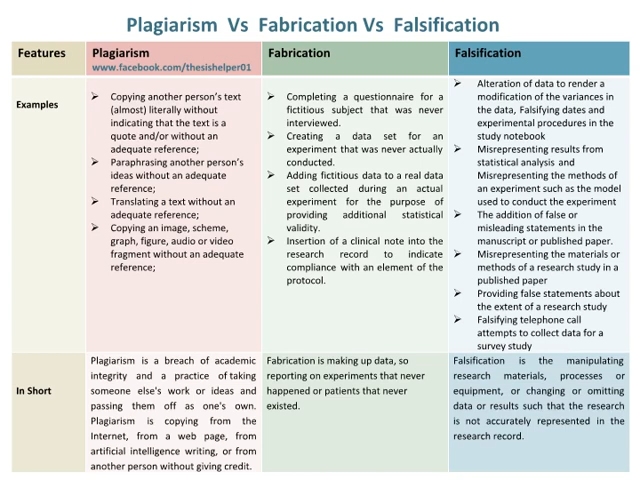 Plagiarism Vs Fabrication Vs Falsification
Features
Plagiarism
www.facebook.com/thesishelper01
Fabrication
Falsification
Examples
➢ Copying another person's text
(almost) literally without
indicating that the text is a
quote and/or without an
adequate reference;
➢ Paraphrasing another person's
ideas without an adequate
reference;
➢ Translating a text without an
adequate reference;
➢ Copying an image, scheme,
graph, figure, audio or video
fragment without an adequate
reference;
➢ Completing a questionnaire for a
fictitious subject that was never
interviewed.
➢ Creating a data set for an
experiment that was never actually
conducted.
➢ Adding fictitious data to a real data
set collected during an actual
experiment for the purpose of
providing additional statistical
validity.
➢ Insertion of a clinical note into the
research record to indicate
compliance with an element of the
protocol.
➢ Alteration of data to render a
modification of the variances in
the data, Falsifying dates and
experimental procedures in the
study notebook
➢ Misrepresenting results from
statistical analysis and
Misrepresenting the methods of
an experiment such as the model
used to conduct the experiment
➢ The addition of false or
misleading statements in the
manuscript or published paper.
➢ Misrepresenting the materials or
methods of a research study in a
published paper
➢ Providing false statements about
the extent of a research study
➢ Falsifying telephone call
attempts to collect data for a
survey study
In Short
Plagiarism is a breach of academic
integrity and a practice of taking
someone else's work or ideas and
passing them off as one's own.
Plagiarism is copying from the
Internet, from a web page, from
artificial intelligence writing, or from
another person without giving credit.
Fabrication is making up data, so
reporting on experiments that never
happened or patients that never
existed.
Falsification is the manipulating
research materials, processes or
equipment, or changing or omitting
data or results such that the research
is not accurately represented in the
research record.